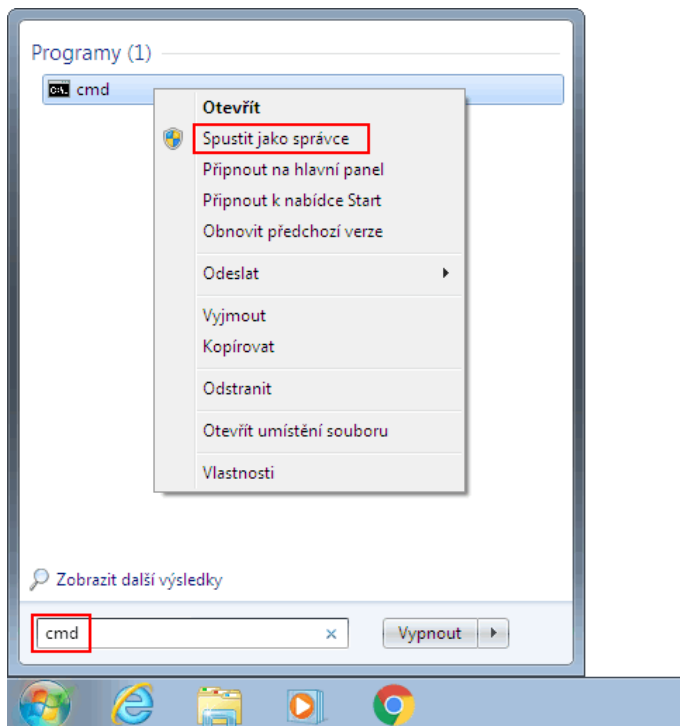 Programy (1)
cmd
Otevřít
Spustit jako správce
Připnout na hlavní panel
Připnout k nabídce Start
Obnovit předchozí verze
Odeslat
Vyjmout
Kopírovat
Odstranit
Otevřít umístění souboru
Vlastnosti
Zobrazit další výsledky
cmd
Vypnout